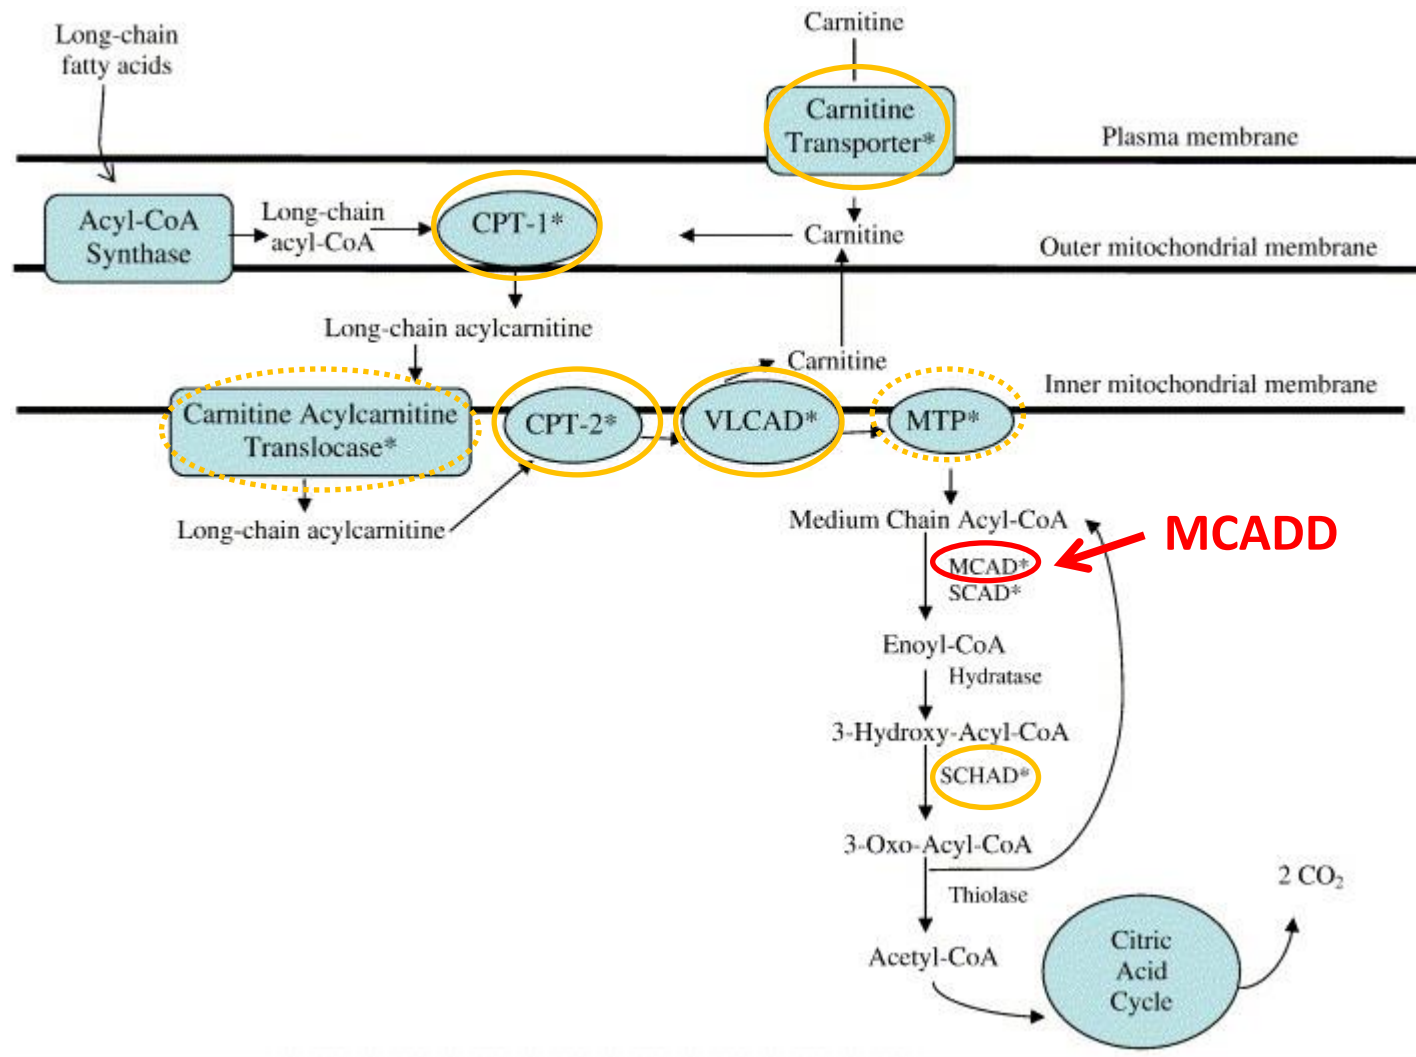 Carnitine
Long-chain
fatty acids
Carnitine
Transporter*
Plasma membrane
Acyl-CoA
Synthase
Long-chain
acyl-CoA
CPT-1*
Carnitine
Outer mitochondrial membrane
Long-chain acylcarnitine
Carnitine
Inner mitochondrial membrane
Carnitine Acylcarnitine
Translocase*
CPT-2*
VLCAD*
MTP*
Long-chain acylcarnitine
Medium Chain Acyl-CoA
MCADD
MCAD*
SCAD*
Enoyl-CoA
Hydratase
3-Hydroxy-Acyl-CoA
SCHAD*
3-Oxo-Acyl-CoA
Thiolase
2 CO₂
Acetyl-CoA
Citric
Acid
Cycle